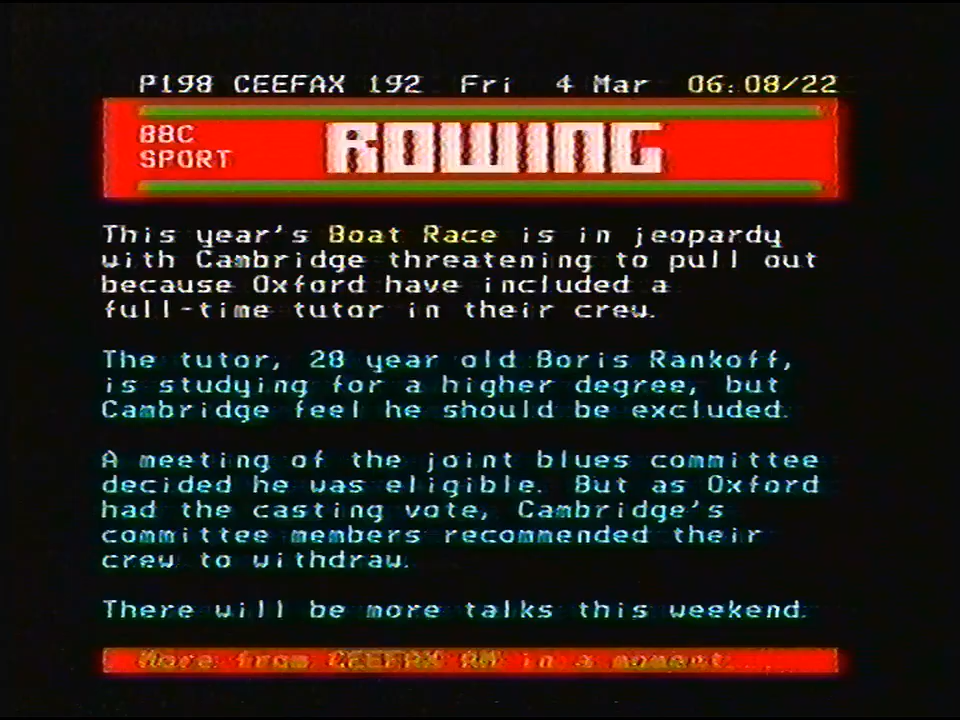 P198 CEEFAX 192 Fri 4 Mar 06:08/22
BBC
SPORT
ROWING
This year's Boat Race is in jeopardy
with Cambridge threatening to pull out
because Oxford have included a
full-time tutor in their crew.
The tutor, 28 year old Boris Rankoff,
is studying for a higher degree, but
Cambridge feel he should be excluded.
A meeting of the joint blues committee
decided he was eligible. But as Oxford
had the casting vote, Cambridge's
committee members recommended their
crew to withdraw.
There will be more talks this weekend.
More from CEEFAX AM in a moment